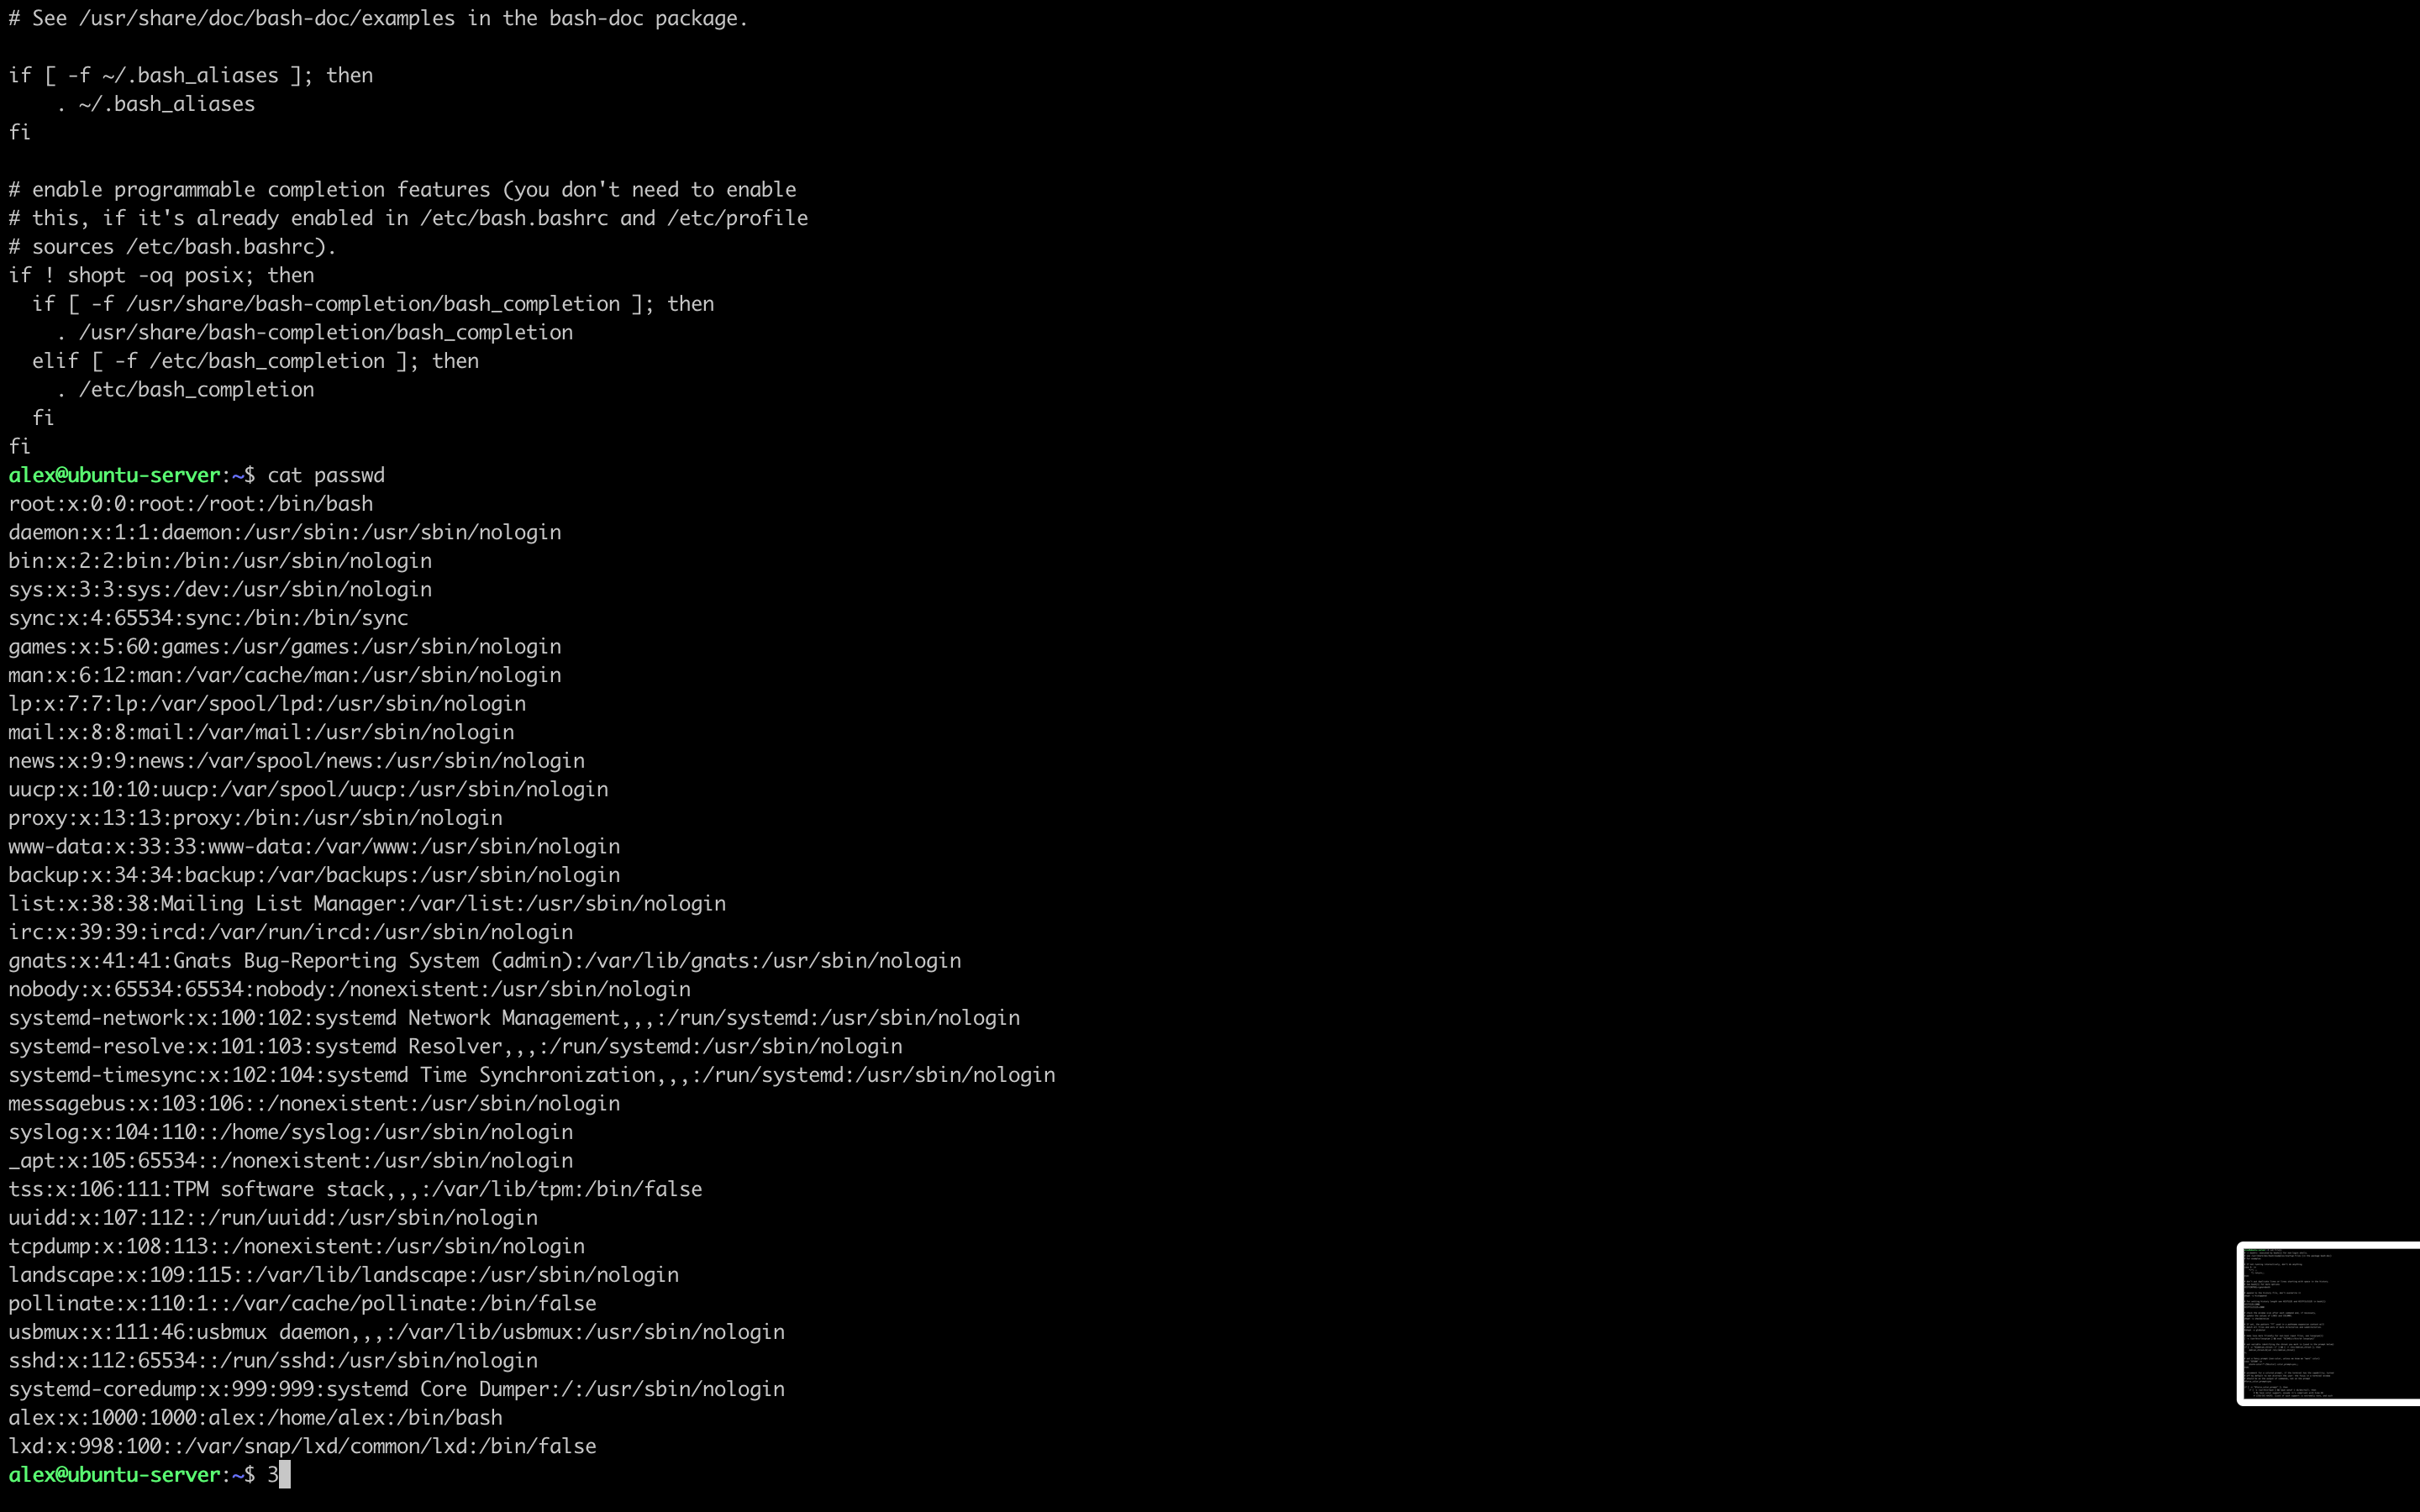 # See /usr/share/doc/bash-doc/examples in the bash-doc package.

if [ -f ~/.bash_aliases ]; then
    . ~/.bash_aliases
fi

# enable programmable completion features (you don't need to enable
# this, if it's already enabled in /etc/bash.bashrc and /etc/profile
# sources /etc/bash.bashrc).
if ! shopt -oq posix; then
  if [ -f /usr/share/bash-completion/bash_completion ]; then
    . /usr/share/bash-completion/bash_completion
  elif [ -f /etc/bash_completion ]; then
    . /etc/bash_completion
  fi
fi
alex@ubuntu-server:~$ cat passwd
root:x:0:0:root:/root:/bin/bash
daemon:x:1:1:daemon:/usr/sbin:/usr/sbin/nologin
bin:x:2:2:bin:/bin:/usr/sbin/nologin
sys:x:3:3:sys:/dev:/usr/sbin/nologin
sync:x:4:65534:sync:/bin:/bin/sync
games:x:5:60:games:/usr/games:/usr/sbin/nologin
man:x:6:12:man:/var/cache/man:/usr/sbin/nologin
lp:x:7:7:lp:/var/spool/lpd:/usr/sbin/nologin
mail:x:8:8:mail:/var/mail:/usr/sbin/nologin
news:x:9:9:news:/var/spool/news:/usr/sbin/nologin
uucp:x:10:10:uucp:/var/spool/uucp:/usr/sbin/nologin
proxy:x:13:13:proxy:/bin:/usr/sbin/nologin
www-data:x:33:33:www-data:/var/www:/usr/sbin/nologin
backup:x:34:34:backup:/var/backups:/usr/sbin/nologin
list:x:38:38:Mailing List Manager:/var/list:/usr/sbin/nologin
irc:x:39:39:ircd:/var/run/ircd:/usr/sbin/nologin
gnats:x:41:41:Gnats Bug-Reporting System (admin):/var/lib/gnats:/usr/sbin/nologin
nobody:x:65534:65534:nobody:/nonexistent:/usr/sbin/nologin
systemd-network:x:100:102:systemd Network Management,,,:/run/systemd:/usr/sbin/nologin
systemd-resolve:x:101:103:systemd Resolver,,,:/run/systemd:/usr/sbin/nologin
systemd-timesync:x:102:104:systemd Time Synchronization,,,:/run/systemd:/usr/sbin/nologin
messagebus:x:103:106::/nonexistent:/usr/sbin/nologin
syslog:x:104:110::/home/syslog:/usr/sbin/nologin
_apt:x:105:65534::/nonexistent:/usr/sbin/nologin
tss:x:106:111:TPM software stack,,,:/var/lib/tpm:/bin/false
uuidd:x:107:112::/run/uuidd:/usr/sbin/nologin
tcpdump:x:108:113::/nonexistent:/usr/sbin/nologin
landscape:x:109:115::/var/lib/landscape:/usr/sbin/nologin
pollinate:x:110:1::/var/cache/pollinate:/bin/false
usbmux:x:111:46:usbmux daemon,,,:/var/lib/usbmux:/usr/sbin/nologin
sshd:x:112:65534::/run/sshd:/usr/sbin/nologin
systemd-coredump:x:999:999:systemd Core Dumper:/:/usr/sbin/nologin
alex:x:1000:1000:alex:/home/alex:/bin/bash
lxd:x:998:100::/var/snap/lxd/common/lxd:/bin/false
alex@ubuntu-server:~$ 3